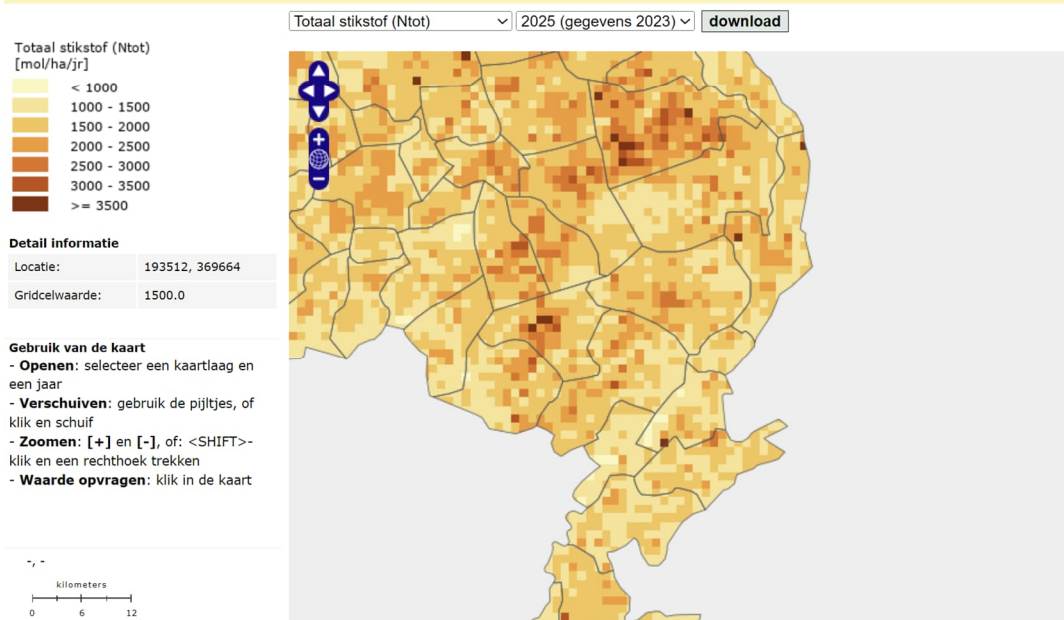 Totaal stikstof (Ntot) 2025 (gegevens 2023) download
Totaal stikstof (Ntot)
[mol/ha/jr]
< 1000
1000 - 1500
1500 - 2000
2000 - 2500
2500 - 3000
3000 - 3500
>= 3500
Detail informatie
Locatie: 193512, 369664
Gridcelwaarde: 1500.0
Gebruik van de kaart
- Openen: selecteer een kaartlaag en
een jaar
- Verschuiven: gebruik de pijltjes, of
klik en schuif
- Zoomen: [+] en [-], of: <SHIFT>-
klik en een rechthoek trekken
- Waarde opvragen: klik in de kaart
-, -
kilometers
0 6 12